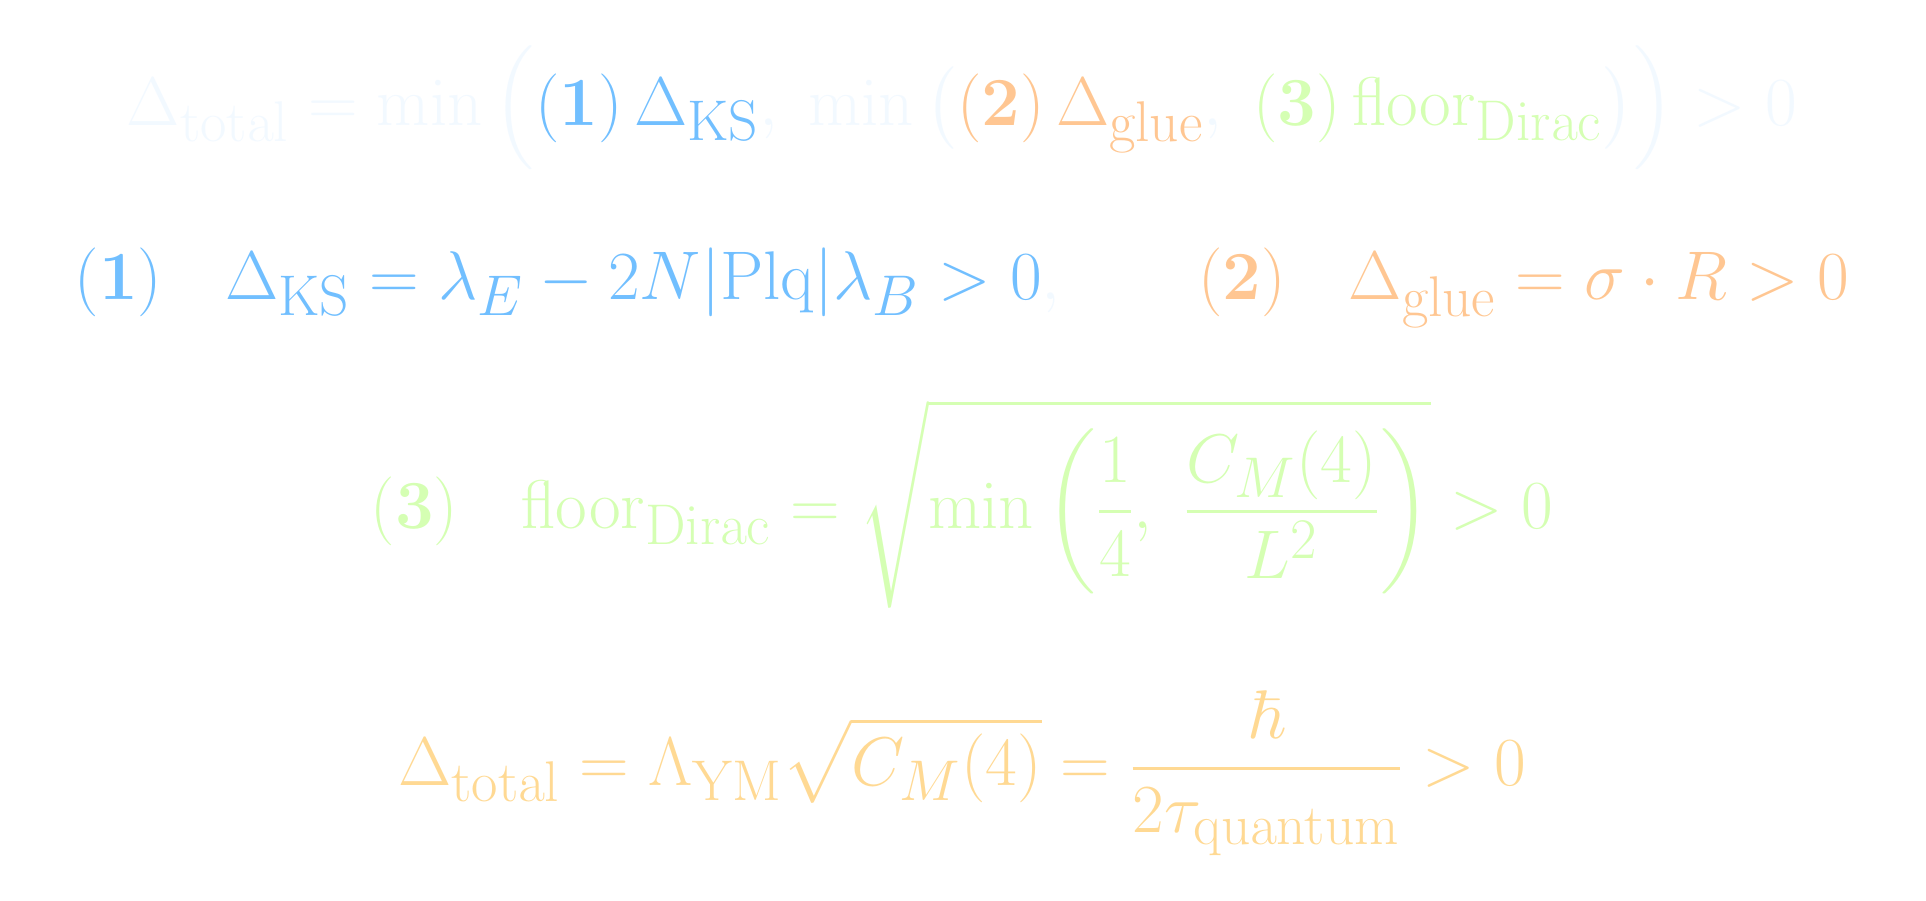 Δ_total = min ((1) Δ_KS, min ((2) Δ_glue, (3) floor_Dirac)) > 0
(1) Δ_KS = λ_E − 2N|Plq|λ_B > 0, (2) Δ_glue = σ · R > 0
(3) floor_Dirac = √(min (1/4, C_M(4)/L²)) > 0
Δ_total = Λ_YM √(C_M(4)) = ℏ/(2τ_quantum) > 0